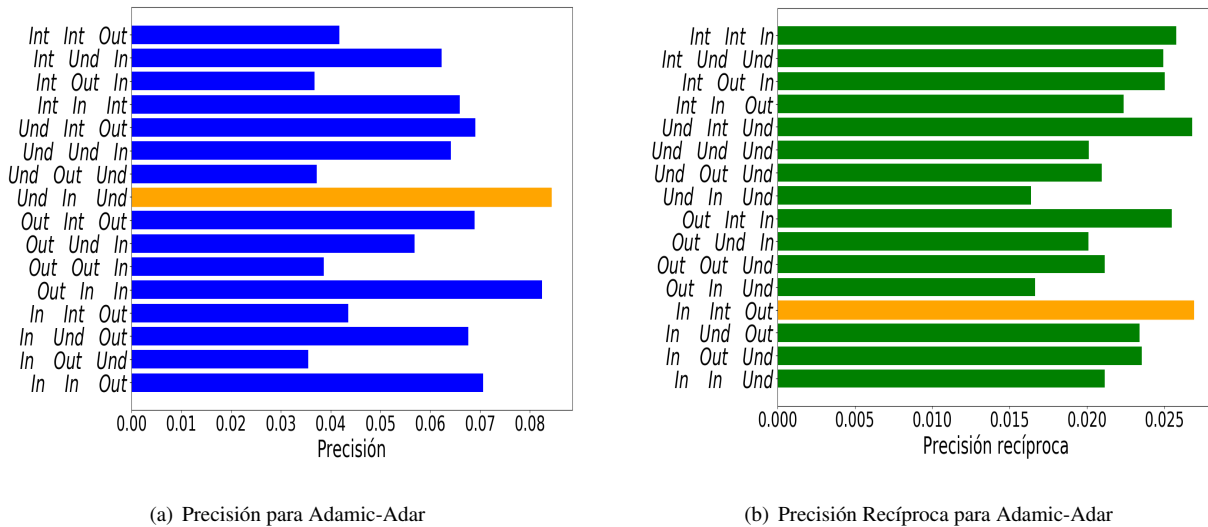 Int Int Out
Int Und In
Int Out In
Int In Int
Und Int Out
Und Und In
Und Out Und
Und In Und
Out Int Out
Out Und In
Out Out In
Out In In
In Int Out
In Und Out
In Out Und
In In Out
0.00 0.01 0.02 0.03 0.04 0.05 0.06 0.07 0.08
Precisión
(a) Precisión para Adamic-Adar
Int Int In
Int Und Und
Int Out In
Int In Out
Und Int Und
Und Und Und
Und Out Und
Und In Und
Out Int In
Out Und In
Out Out Und
Out In Und
In Int Out
In Und Out
In Out Und
In In Und
0.000 0.005 0.010 0.015 0.020 0.025
Precisión recíproca
(b) Precisión Recíproca para Adamic-Adar